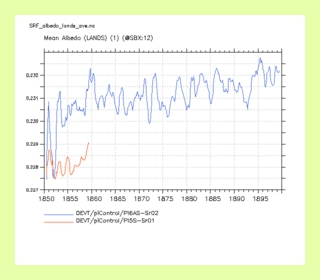 SRF_albedo_lands_ave.nc
Mean Albedo (LANDS) (1) (@SBX:12)
0.232
0.231
0.230
0.229
0.228
0.227
1850 1855 1860 1865 1870 1875 1880 1885 1890 1895
DEVT/piControl/PI6AS-Sr02
DEVT/piControl/PI5S-Sr01